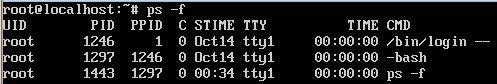 root@localhost:~# ps -f
UID PID PPID C STIME TTY TIME CMD
root 1246 1 0 Oct14 tty1 00:00:00 /bin/login --
root 1297 1246 0 Oct14 tty1 00:00:00 -bash
root 1443 1297 0 00:34 tty1 00:00:00 ps -f